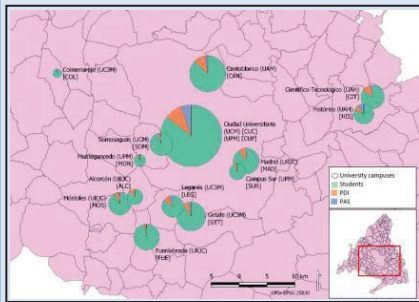 Colmenarejo (UC3M)
[COL]
Cantoblanco (UAM)
[CAN]
Científico-Tecnológico (UAH)
[CIT]
Histórico (UAH)
[HIS]
Ciudad Universitaria
(UCM) [CUC]
(UPM) [CUP]
Somosaguas (UCM)
[SOM]
Montegancedo (UPM)
[MON]
Madrid (URJC)
[MAD]
Campus Sur (UPM)
[SUR]
Alcorcón (URJC)
[ALC]
Leganés (UC3M)
[LEG]
Móstoles (URJC)
[MOS]
Getafe (UC3M)
[GET]
Fuenlabrada (URJC)
[FUE]
University campuses
Students
PDI
PAS
5 0 5 10 km